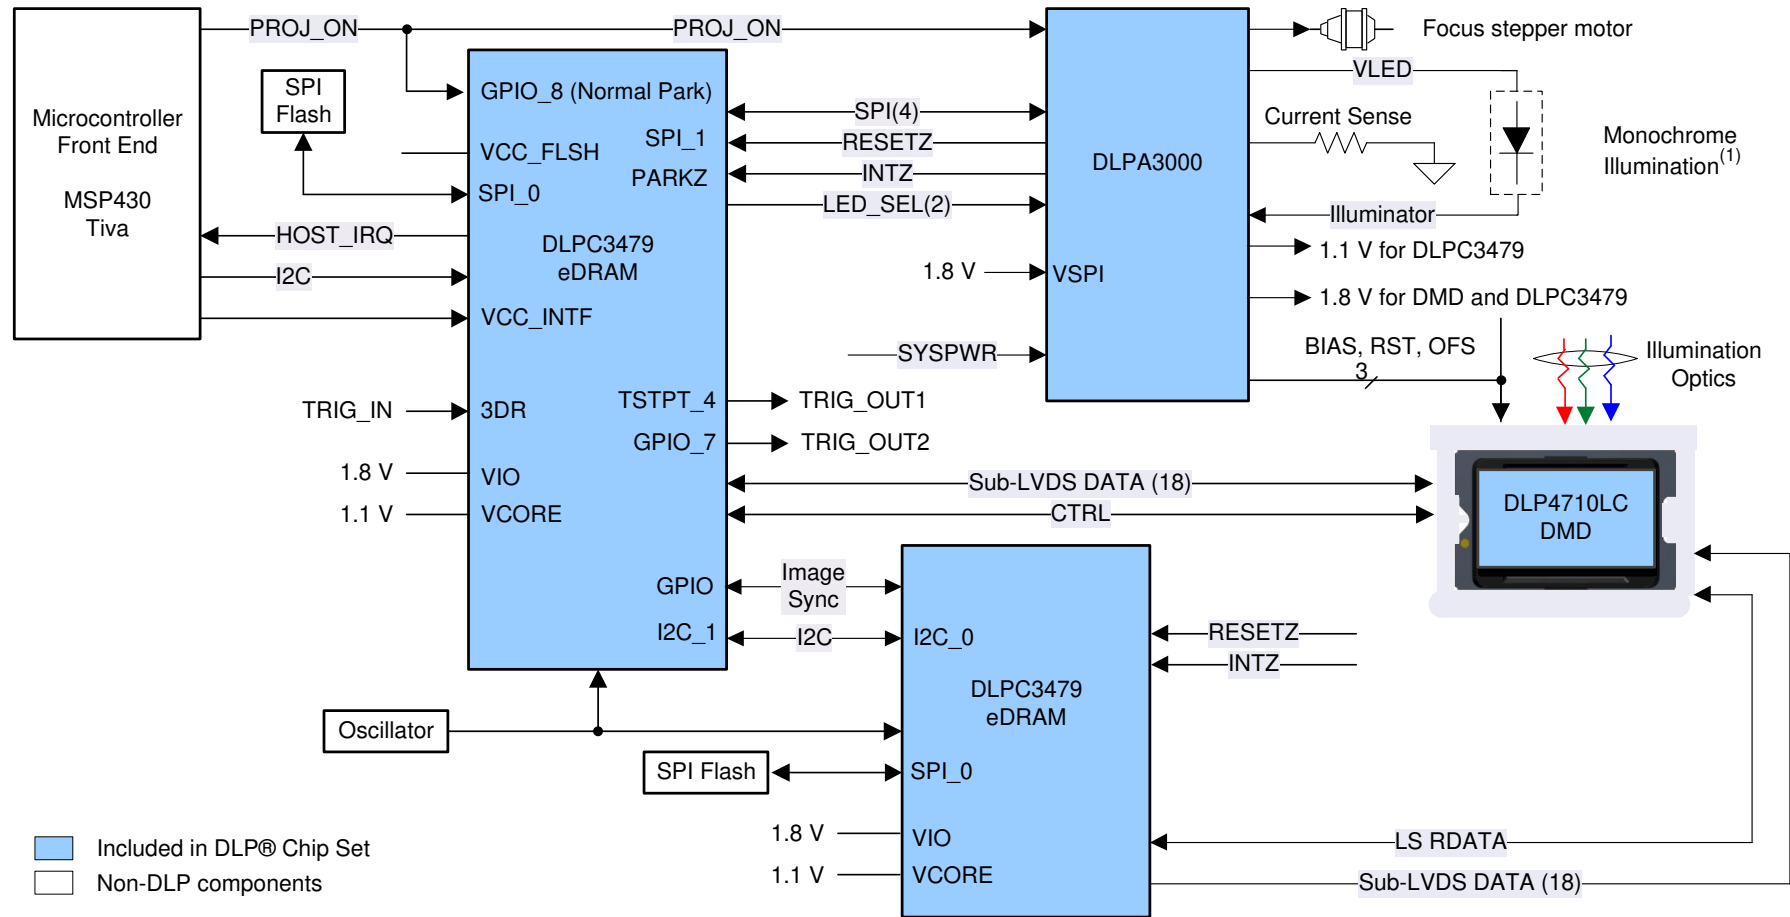 PROJ_ON
PROJ_ON
Focus stepper motor
VLED
SPI
Flash
GPIO_8 (Normal Park)
Microcontroller
Front End
MSP430
Tiva
SPI(4)
Current Sense
SPI_1
RESETZ
VCC_FLSH
DLPA3000
Monochrome
Illumination(1)
PARKZ
INTZ
SPI_0
LED_SEL(2)
Illuminator
HOST_IRQ
DLPC3479
eDRAM
1.1 V for DLPC3479
I2C
1.8 V
VSPI
1.8 V for DMD and DLPC3479
VCC_INTF
SYSPWR
BIAS, RST, OFS
3
Illumination
Optics
TRIG_IN
3DR
TSTPT_4
TRIG_OUT1
GPIO_7
TRIG_OUT2
1.8 V
VIO
Sub-LVDS DATA (18)
1.1 V
VCORE
CTRL
DLP4710LC
DMD
GPIO
Image
Sync
I2C_1
I2C
I2C_0
RESETZ
INTZ
DLPC3479
eDRAM
Oscillator
SPI Flash
SPI_0
1.8 V
VIO
LS RDATA
1.1 V
VCORE
Sub-LVDS DATA (18)
Included in DLP® Chip Set
Non-DLP components